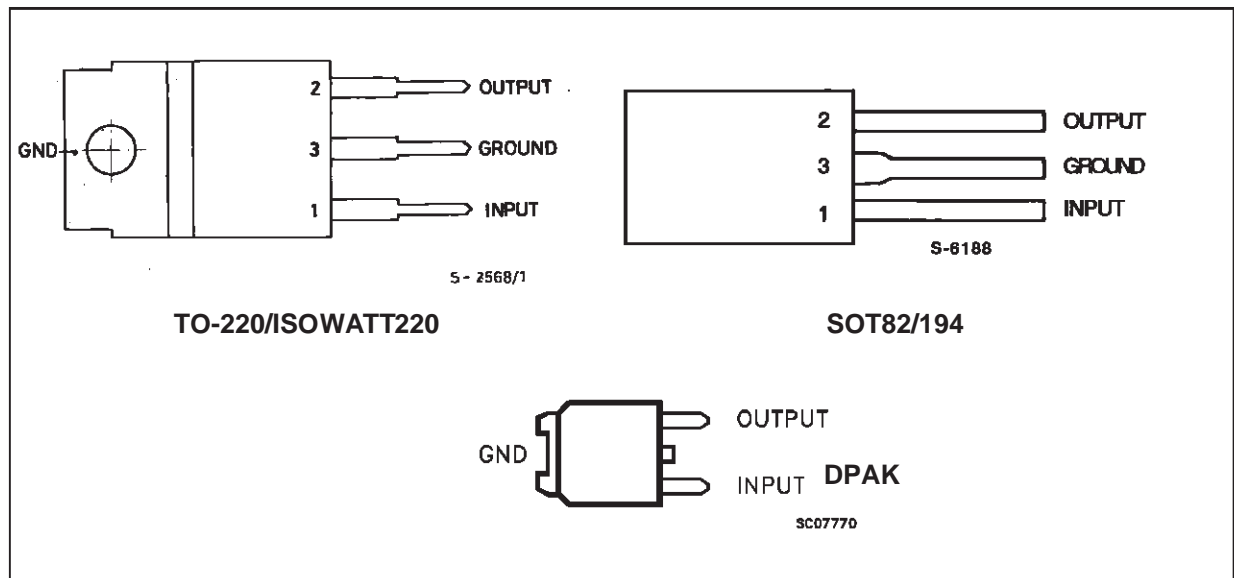 2 OUTPUT
GND 3 GROUND
1 INPUT
S-2568/1
TO-220/ISOWATT220
2 OUTPUT
3 GROUND
1 INPUT
S-6188
SOT82/194
OUTPUT
GND
INPUT DPAK
SC07770